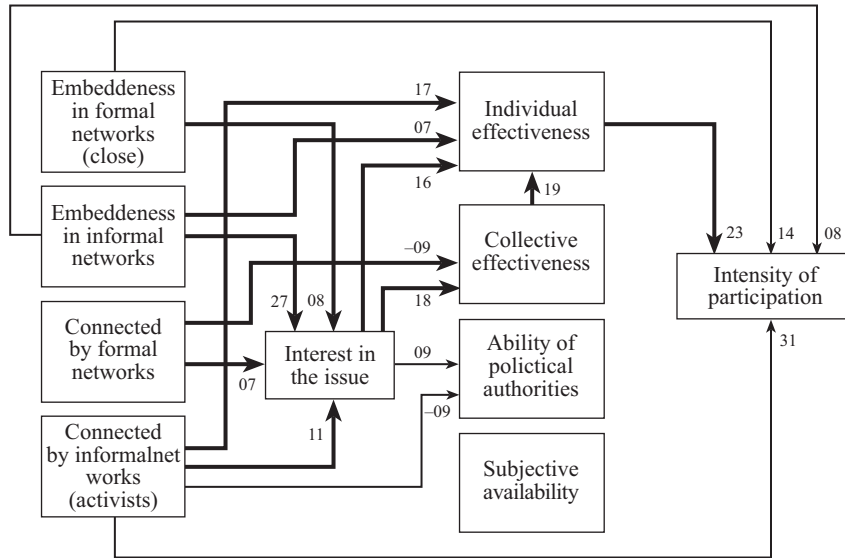 Embeddeness
in formal
networks
(close)
Embeddeness
in informal
networks
Connected
by formal
networks
Connected
by informalnet
works
(activists)
Interest in
the issue
Individual
effectiveness
Collective
effectiveness
Ability of
polictical
authorities
Subjective
availability
Intensity of
participation
17
07
16
19
–09
18
27
08
07
11
09
–09
23
14
08
31